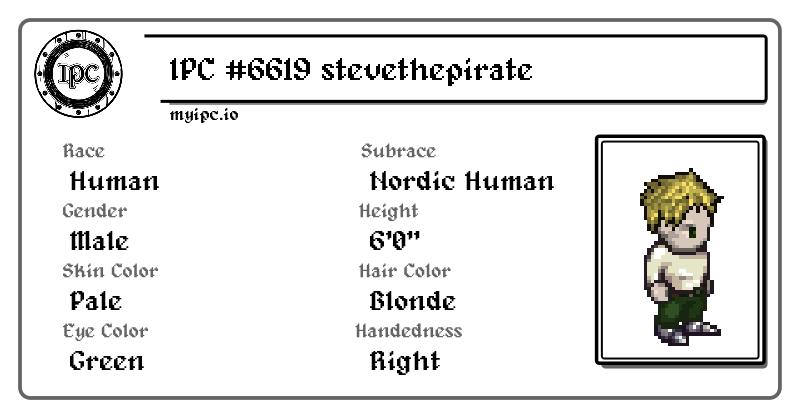 1PC
1PC #6619 stevethepirate
myipc.io
Race
Subrace
Human
Nordic Human
Gender
Height
Male
6'0"
Skin Color
Hair Color
Pale
Blonde
Eye Color
Handedness
Green
Right